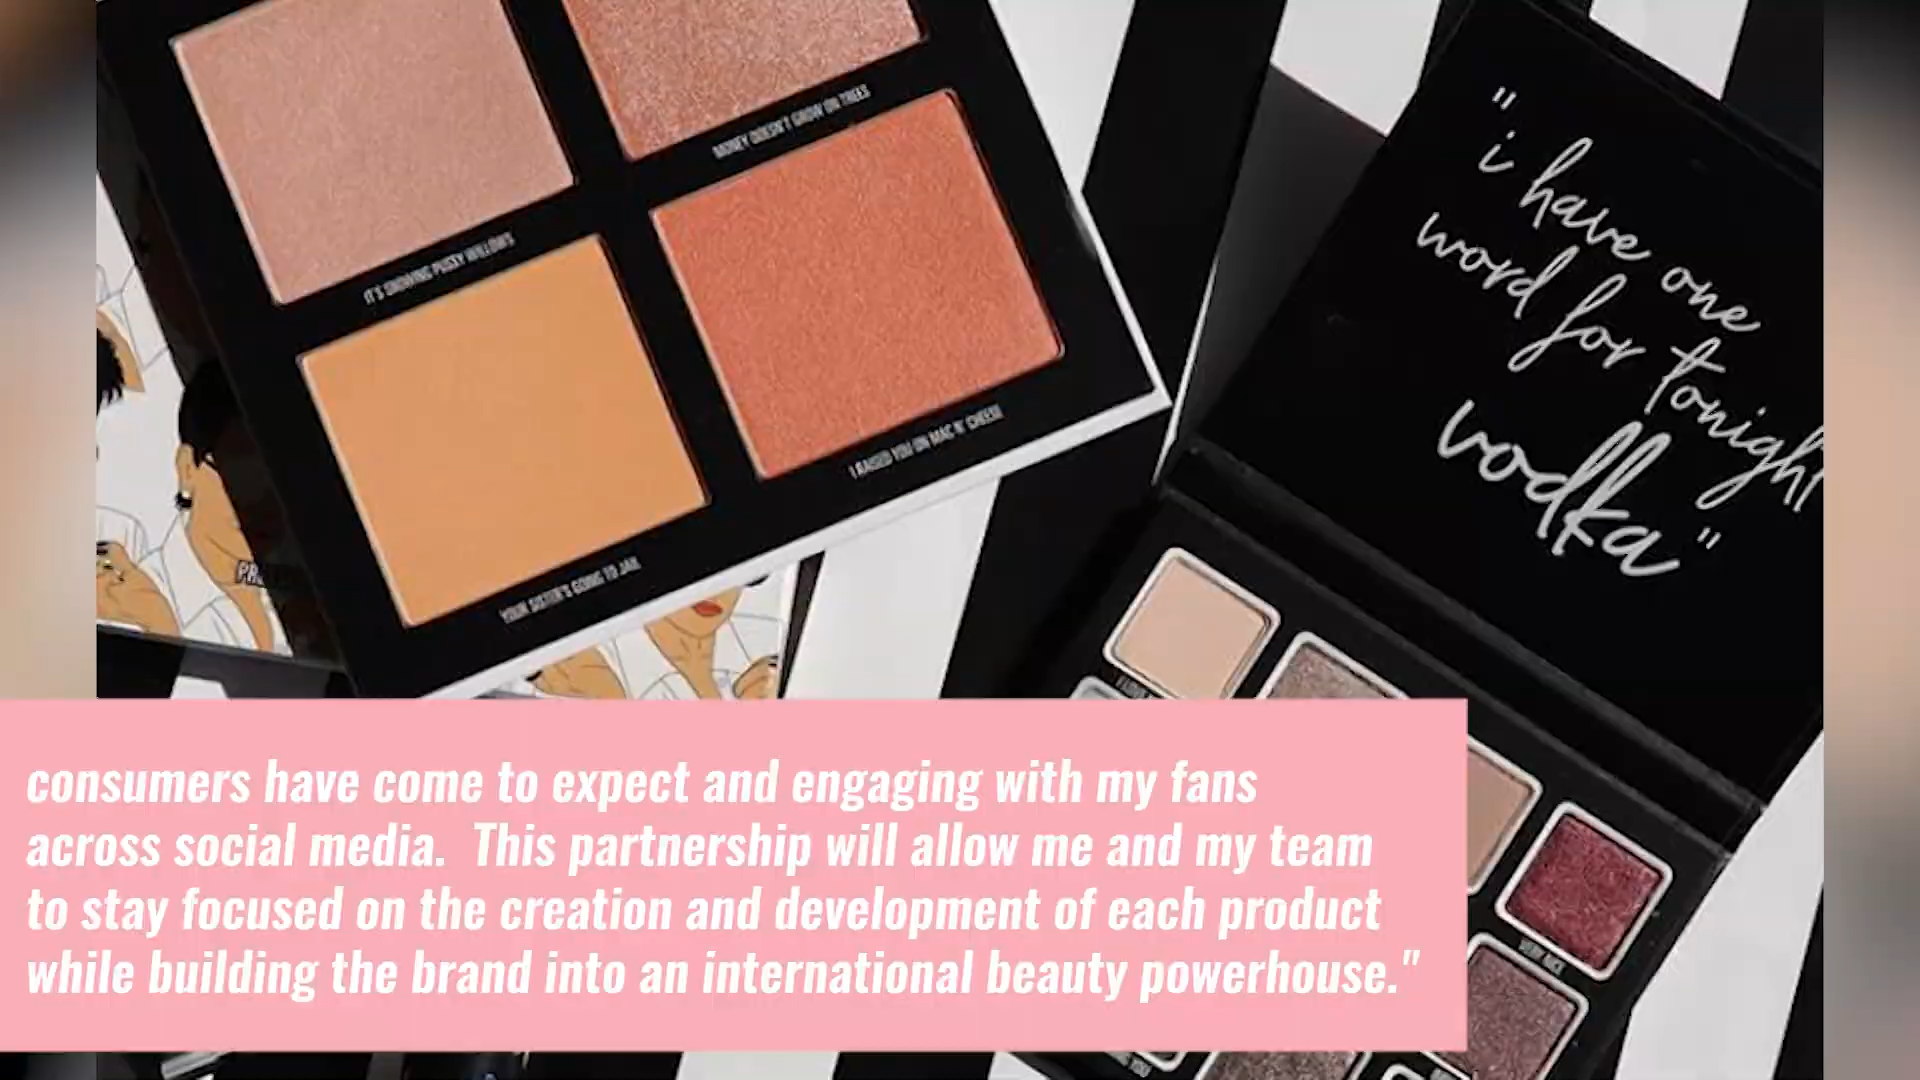 MONEY DOESN'T GROW ON TREES
IT'S SNOWING PUSSY WILLOWS
I RAISED YOU ON MAC N' CHEESE
YOUR SISTER'S GOING TO JAIL
"i have one
word for tonight
vodka"
VERY NICE
YOU
consumers have come to expect and engaging with my fans
across social media. This partnership will allow me and my team
to stay focused on the creation and development of each product
while building the brand into an international beauty powerhouse."